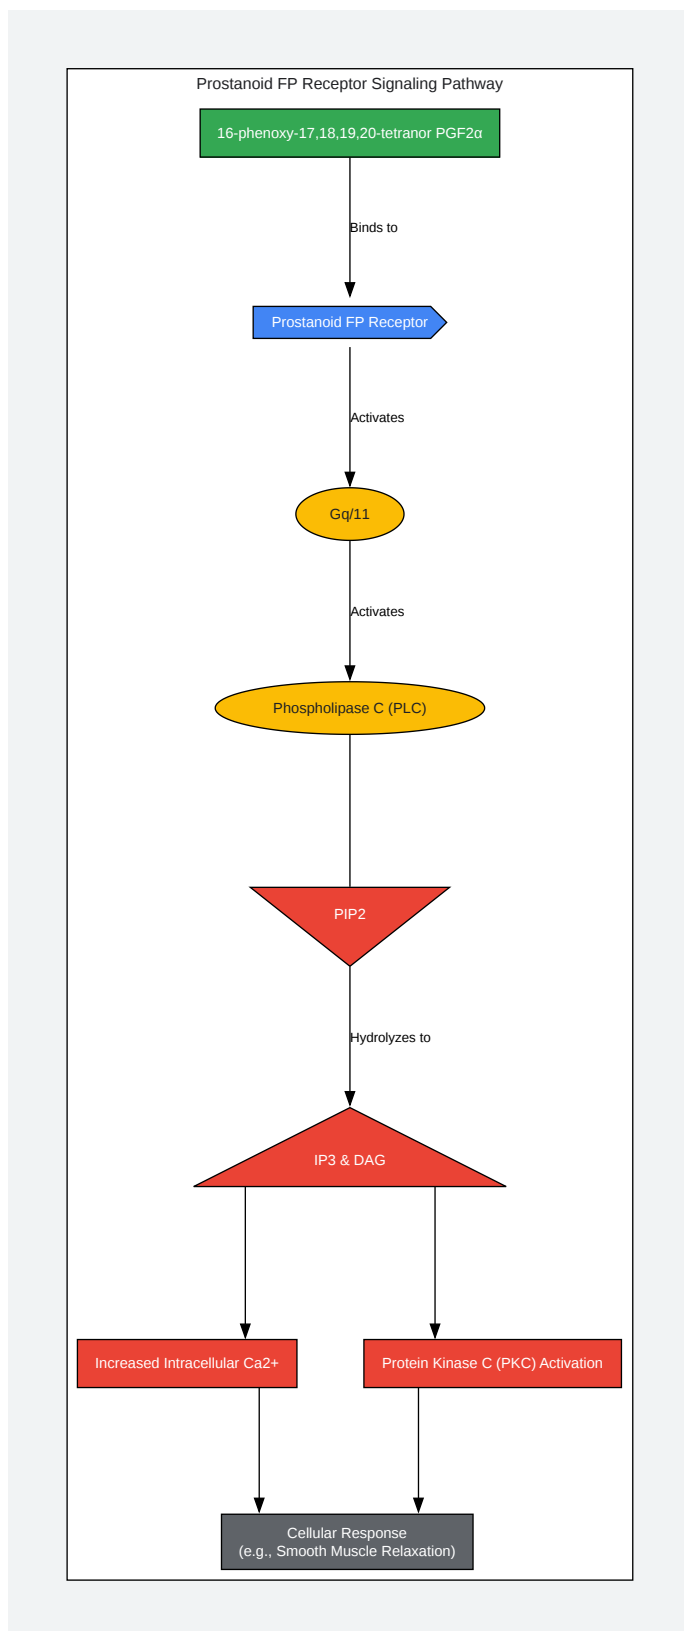 Prostanoid FP Receptor Signaling Pathway
16-phenoxy-17,18,19,20-tetranor PGF2α
Binds to
Prostanoid FP Receptor
Activates
Gq/11
Activates
Phospholipase C (PLC)
PIP2
Hydrolyzes to
IP3 & DAG
Increased Intracellular Ca2+
Protein Kinase C (PKC) Activation
Cellular Response
(e.g., Smooth Muscle Relaxation)